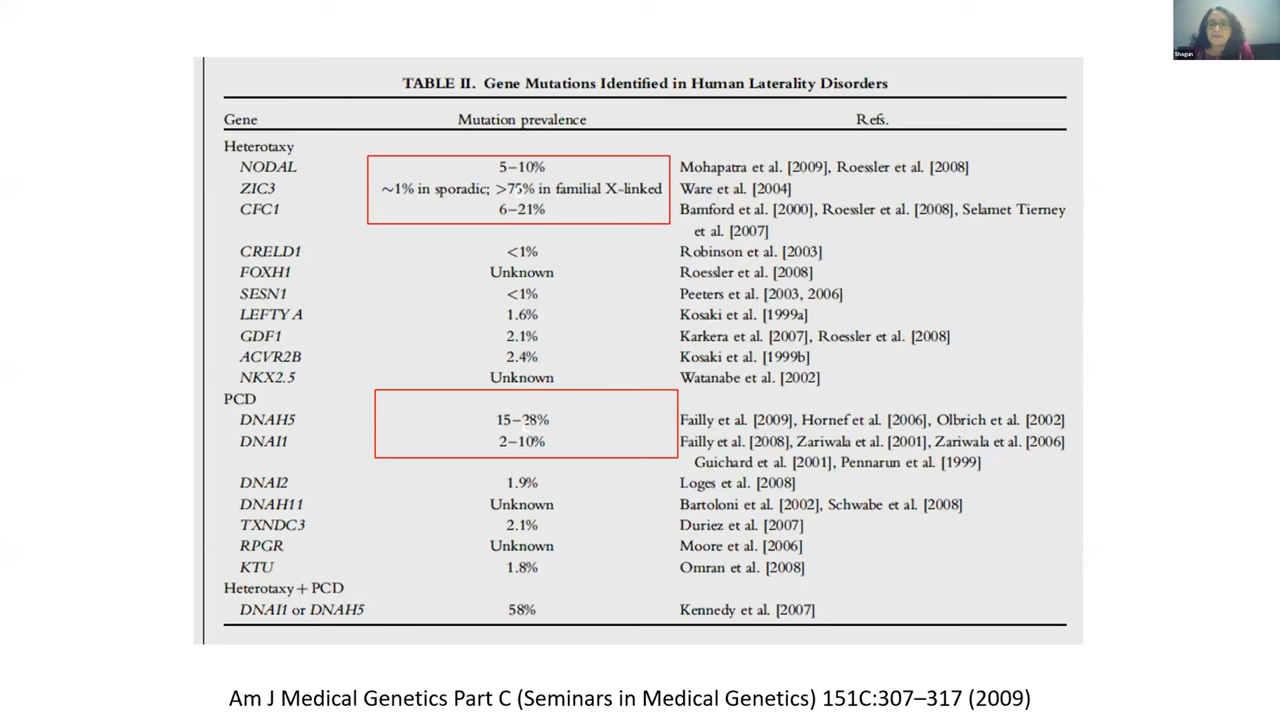 Shagun
TABLE II. Gene Mutations Identified in Human Laterality Disorders
Gene Mutation prevalence Refs.
Heterotaxy
NODAL 5–10% Mohapatra et al. [2009], Roessler et al. [2008]
ZIC3 ~1% in sporadic; >75% in familial X-linked Ware et al. [2004]
CFC1 6–21% Bamford et al. [2000], Roessler et al. [2008], Selamet Tierney
et al. [2007]
CRELD1 <1% Robinson et al. [2003]
FOXH1 Unknown Roessler et al. [2008]
SESN1 <1% Peeters et al. [2003, 2006]
LEFTY A 1.6% Kosaki et al. [1999a]
GDF1 2.1% Karkera et al. [2007], Roessler et al. [2008]
ACVR2B 2.4% Kosaki et al. [1999b]
NKX2.5 Unknown Watanabe et al. [2002]
PCD
DNAH5 15–28% Failly et al. [2009], Hornef et al. [2006], Olbrich et al. [2002]
DNAI1 2–10% Failly et al. [2008], Zariwala et al. [2001], Zariwala et al. [2006]
Guichard et al. [2001], Pennarun et al. [1999]
DNAI2 1.9% Loges et al. [2008]
DNAH11 Unknown Bartoloni et al. [2002], Schwabe et al. [2008]
TXNDC3 2.1% Duriez et al. [2007]
RPGR Unknown Moore et al. [2006]
KTU 1.8% Omran et al. [2008]
Heterotaxy + PCD
DNAI1 or DNAH5 58% Kennedy et al. [2007]
Am J Medical Genetics Part C (Seminars in Medical Genetics) 151C:307–317 (2009)